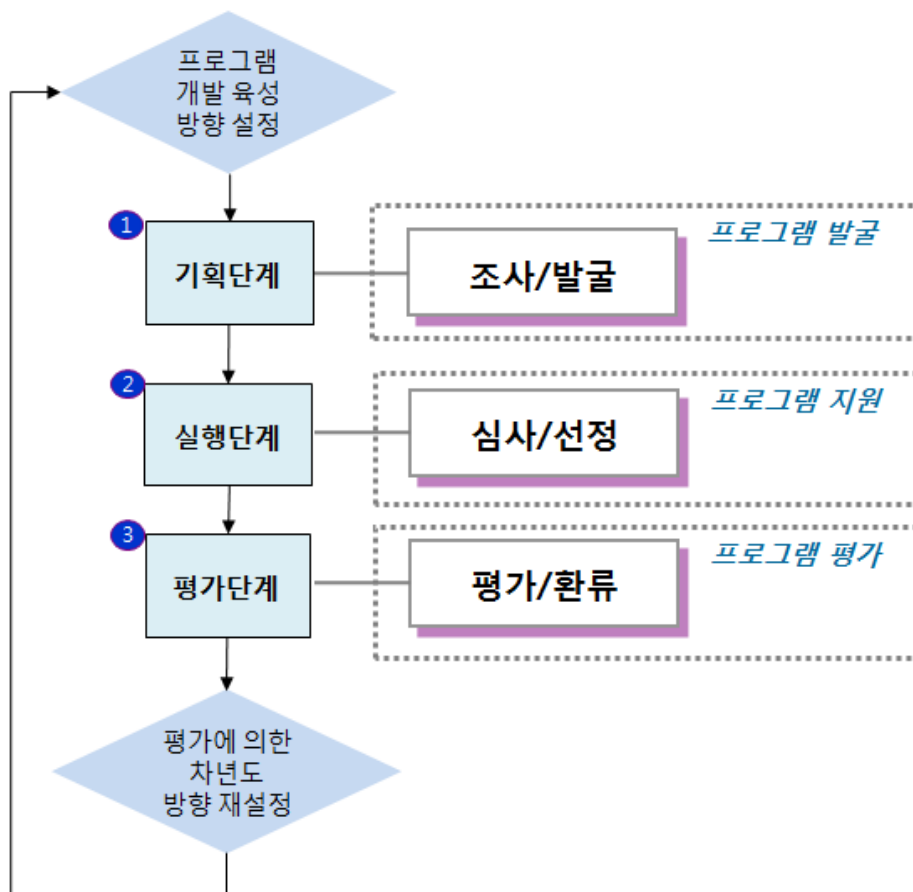 프로그램
개발 육성
방향 설정
1
기획단계
조사/발굴
프로그램 발굴
2
실행단계
심사/선정
프로그램 지원
3
평가단계
평가/환류
프로그램 평가
평가에 의한
차년도
방향 재설정